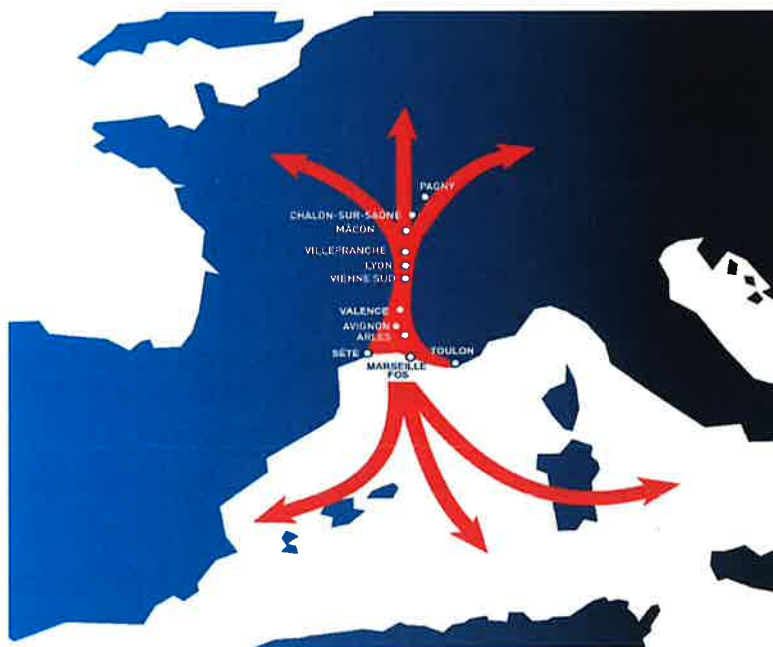 PAGNY
CHALON-SUR-SAÔNE
MÂCON
VILLEFRANCHE
LYON
VIENNE SUD
VALENCE
AVIGNON
ARLES
SÈTE
TOULON
MARSEILLE
FOS